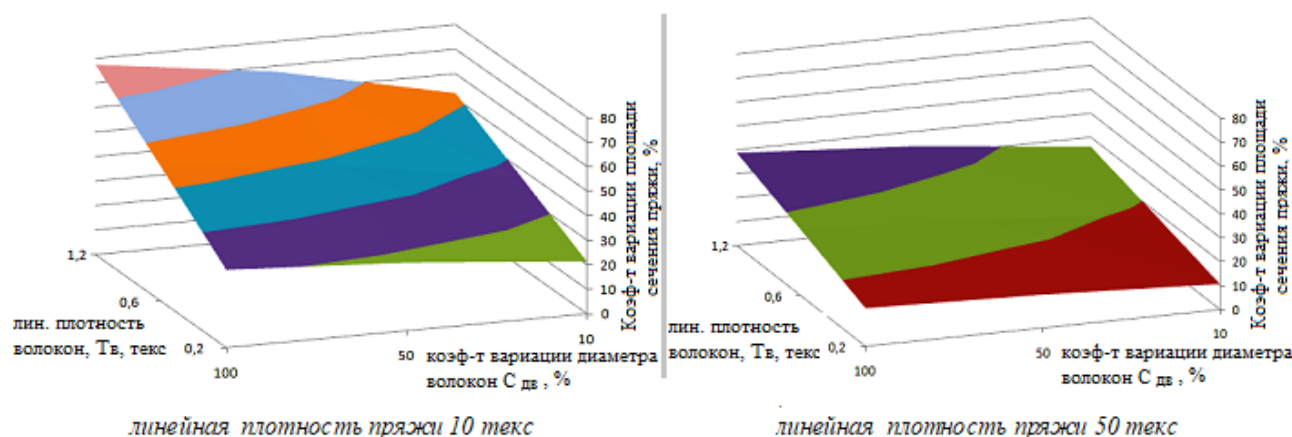 80
70
60
50
40
30
20
10
0
Коэф-т вариации площади
сечения пряжи, %
1,2
0,6
0,2
лин. плотность
волокон, Тв, текс
100
50
10
коэф-т вариации диаметра
волокон С дв , %
линейная плотность пряжи 10 текс
80
70
60
50
40
30
20
10
0
Коэф-т вариации площади
сечения пряжи, %
1,2
0,6
0,2
лин. плотность
волокон, Тв, текс
100
50
10
коэф-т вариации диаметра
волокон С дв , %
линейная плотность пряжи 50 текс